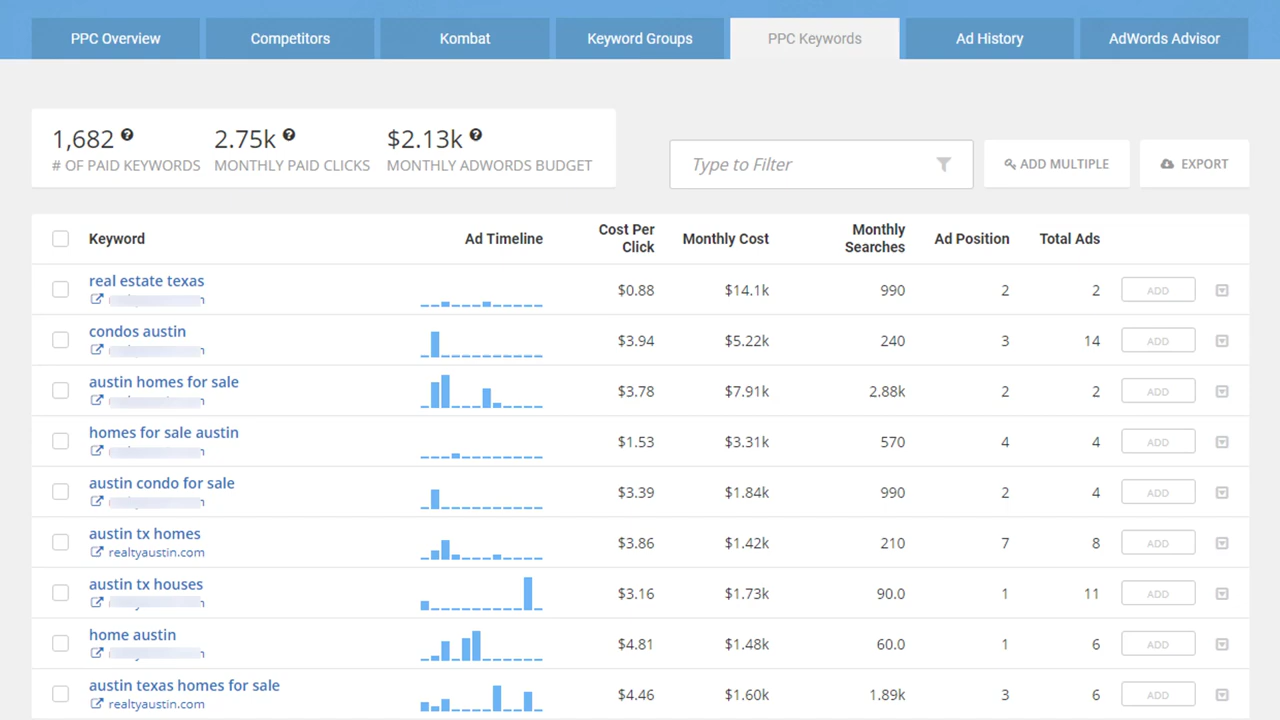 PPC Overview Competitors Kombat Keyword Groups PPC Keywords Ad History AdWords Advisor
1,682 ? 2.75k ? $2.13k ?
# OF PAID KEYWORDS MONTHLY PAID CLICKS MONTHLY ADWORDS BUDGET
Type to Filter ADD MULTIPLE EXPORT
Keyword Ad Timeline Cost Per Click Monthly Cost Monthly Searches Ad Position Total Ads
real estate texas $0.88 $14.1k 990 2 2 ADD
condos austin $3.94 $5.22k 240 3 14 ADD
austin homes for sale $3.78 $7.91k 2.88k 2 2 ADD
homes for sale austin $1.53 $3.31k 570 4 4 ADD
austin condo for sale $3.39 $1.84k 990 2 4 ADD
austin tx homes $3.86 $1.42k 210 7 8 ADD
realtyaustin.com
austin tx houses $3.16 $1.73k 90.0 1 11 ADD
home austin $4.81 $1.48k 60.0 1 6 ADD
austin texas homes for sale $4.46 $1.60k 1.89k 3 6 ADD
realtyaustin.com